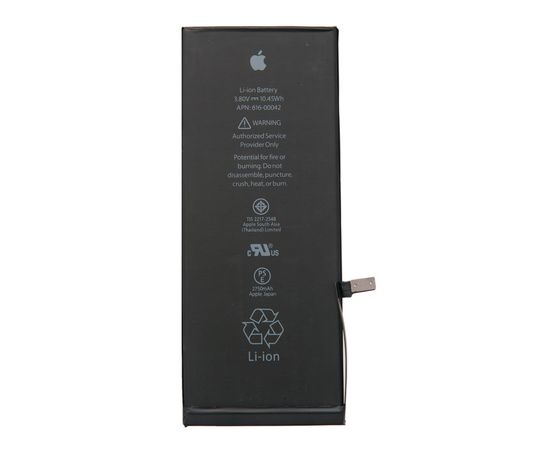 Li-ion Battery
3.80V ⎓ 10.45Wh
APN: 616-00042
WARNING
Authorized Service
Provider Only
Potential for fire or
burning. Do not
disassemble, puncture,
crush, heat, or burn.
TIS 2217-2548
Apple South Asia
(Thailand) Limited
c RU US
PS
E
2750mAh
Apple Japan
Li-ion